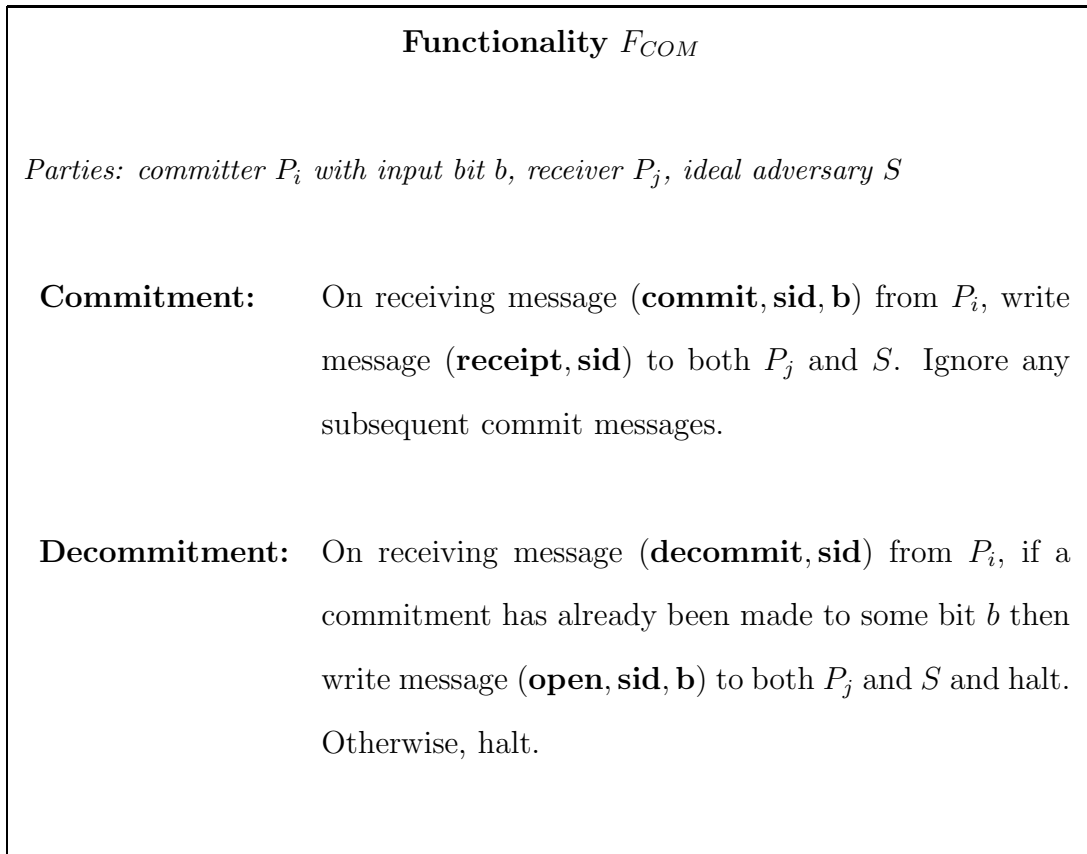 Functionality F_COM
Parties: committer P_i with input bit b, receiver P_j, ideal adversary S
Commitment: On receiving message (commit, sid, b) from P_i, write
message (receipt, sid) to both P_j and S. Ignore any
subsequent commit messages.
Decommitment: On receiving message (decommit, sid) from P_i, if a
commitment has already been made to some bit b then
write message (open, sid, b) to both P_j and S and halt.
Otherwise, halt.